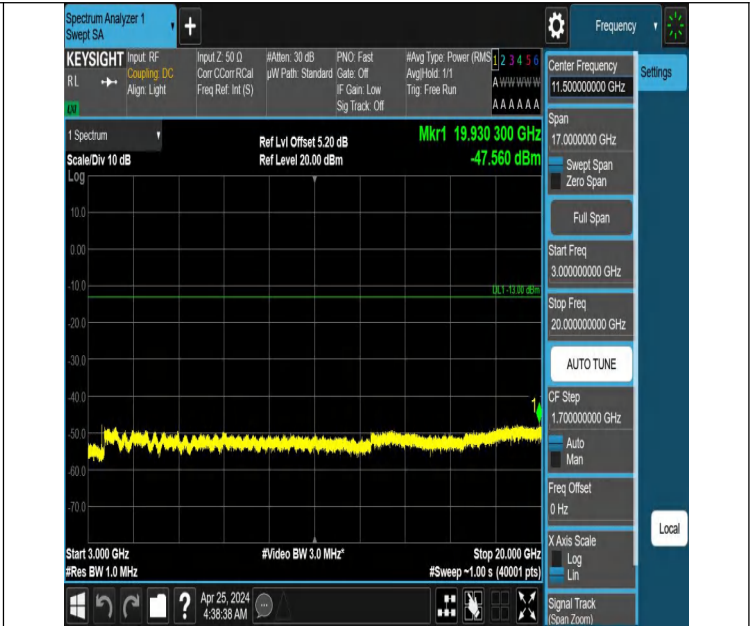 Spectrum Analyzer 1
Swept SA
+
Frequency
KEYSIGHT
RL
LXI
Input: RF
Coupling: DC
Align: Light
Input Z: 50 Ω
Corr CCorr RCal
Freq Ref: Int (S)
#Atten: 30 dB
µW Path: Standard
PNO: Fast
Gate: Off
IF Gain: Low
Sig Track: Off
#Avg Type: Power (RMS
Avg|Hold: 1/1
Trig: Free Run
1 2 3 4 5 6
A W W W W W
A A A A A A
1 Spectrum
Scale/Div 10 dB
Log
Ref Lvl Offset 5.20 dB
Ref Level 20.00 dBm
Mkr1 19.930 300 GHz
-47.560 dBm
10.0
0.00
-10.0
DL1 -13.00 dBm
-20.0
-30.0
-40.0
1
-50.0
-60.0
-70.0
Start 3.000 GHz
#Res BW 1.0 MHz
#Video BW 3.0 MHz*
Stop 20.000 GHz
#Sweep ~1.00 s (40001 pts)
Center Frequency
11.500000000 GHz
Settings
Span
17.0000000 GHz
Swept Span
Zero Span
Full Span
Start Freq
3.000000000 GHz
Stop Freq
20.000000000 GHz
AUTO TUNE
CF Step
1.700000000 GHz
Auto
Man
Freq Offset
0 Hz
X Axis Scale
Log
Lin
Local
Signal Track
(Span Zoom)
?
Apr 25, 2024
4:38:38 AM